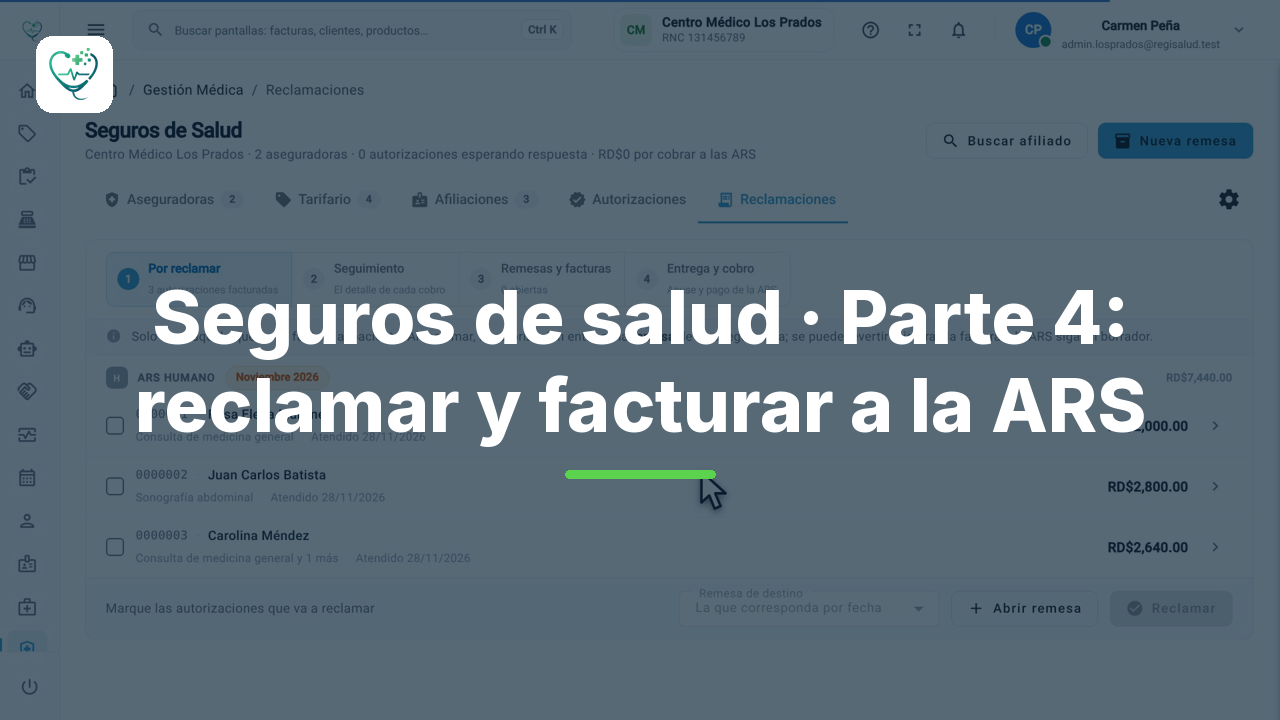 Buscar pantallas: facturas, clientes, productos...
Ctrl K
CM
Centro Médico Los Prados
RNC 131456789
CP
Carmen Peña
admin.losprados@regisalud.test
/ Gestión Médica / Reclamaciones
Seguros de Salud
Centro Médico Los Prados · 2 aseguradoras · 0 autorizaciones esperando respuesta · RD$0 por cobrar a las ARS
Buscar afiliado
Nueva remesa
Aseguradoras 2
Tarifario 4
Afiliaciones 3
Autorizaciones
Reclamaciones
1 Por reclamar
3 autorizaciones facturadas
2 Seguimiento
El detalle de cada cobro
3 Remesas y facturas
4 Entrega y cobro
Seguros de salud · Parte 4:
reclamar y facturar a la ARS
Solo
H ARS HUMANO Noviembre 2026
RD$7,440.00
Consulta de medicina general Atendido 28/11/2026
0000002 Juan Carlos Batista
Sonografía abdominal Atendido 28/11/2026
RD$2,800.00
0000003 Carolina Méndez
Consulta de medicina general y 1 más Atendido 28/11/2026
RD$2,640.00
Marque las autorizaciones que va a reclamar
Remesa de destino
La que corresponda por fecha
Abrir remesa
Reclamar